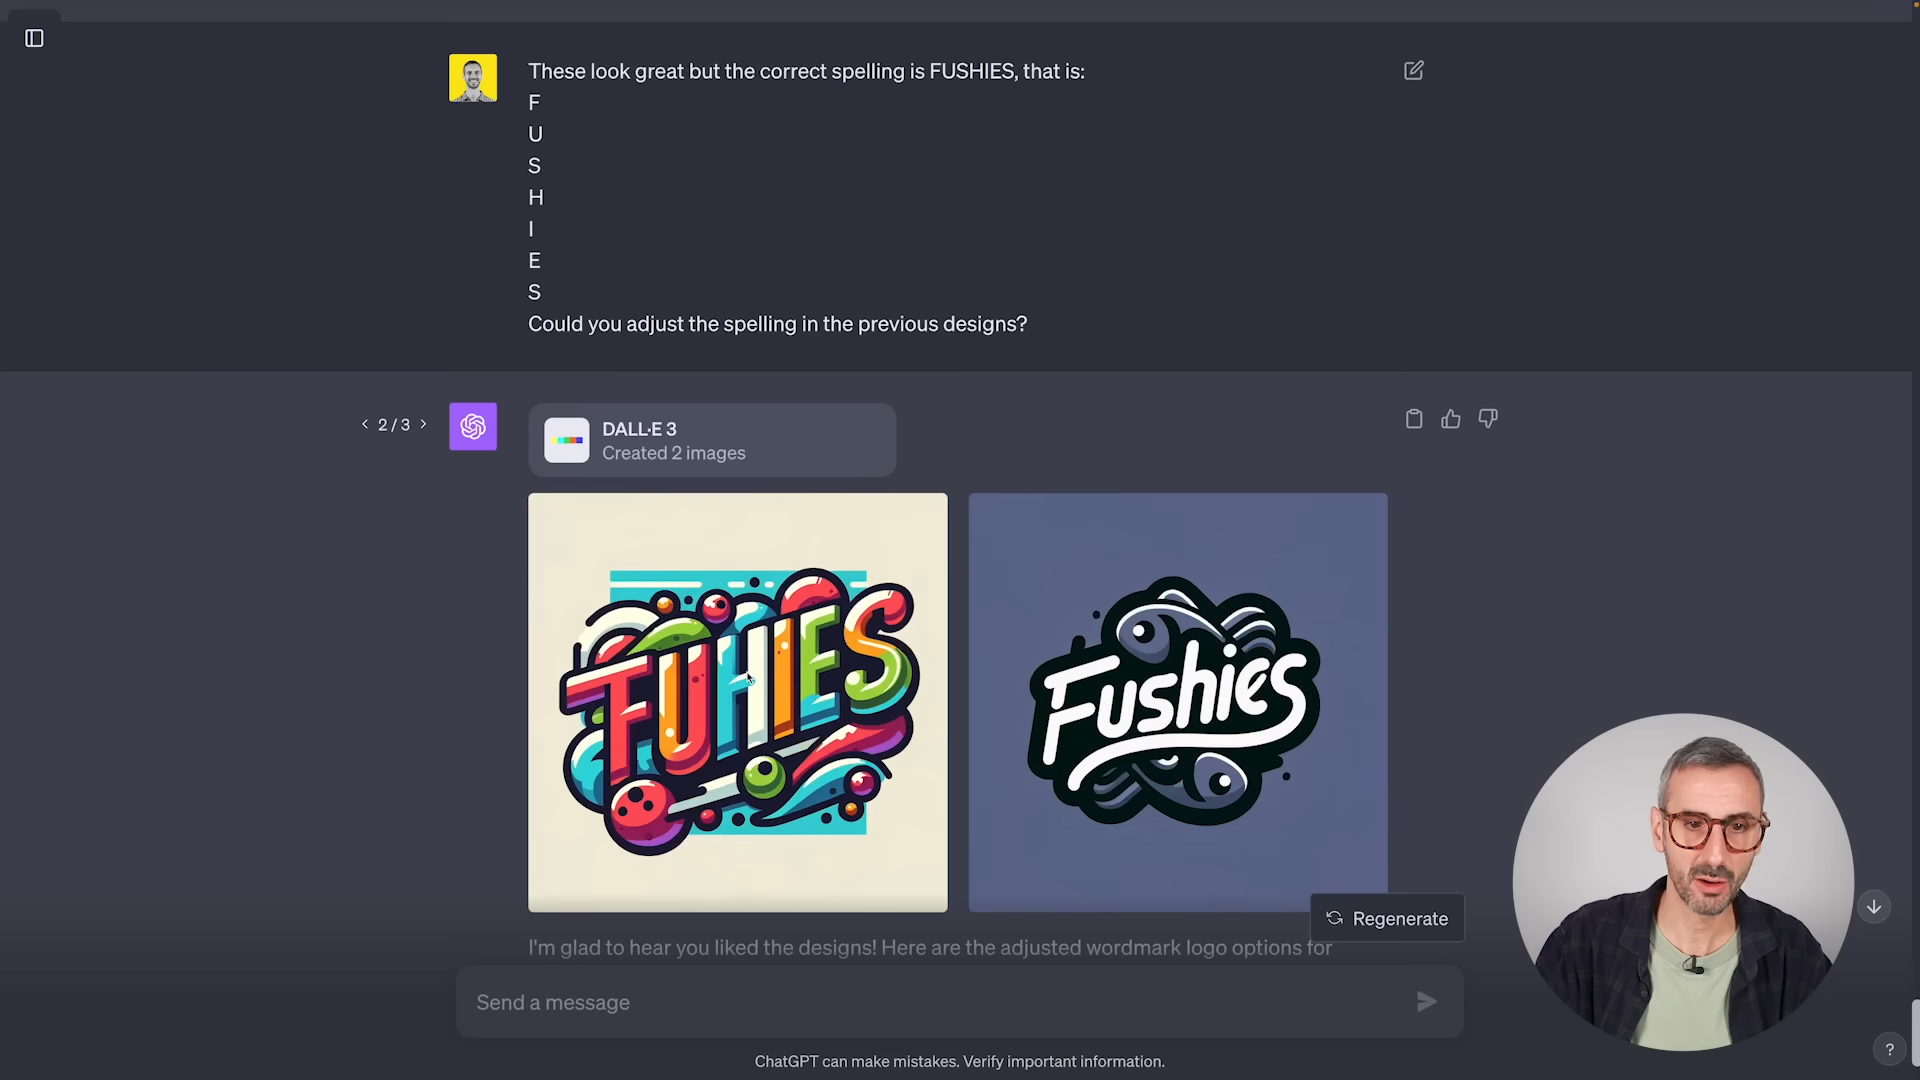 These look great but the correct spelling is FUSHIES, that is:
F
U
S
H
I
E
S
Could you adjust the spelling in the previous designs?
2 / 3
DALL·E 3
Created 2 images
FUHIES
Fushies
Regenerate
I'm glad to hear you liked the designs! Here are the adjusted wordmark logo options for
Send a message
ChatGPT can make mistakes. Verify important information.
?